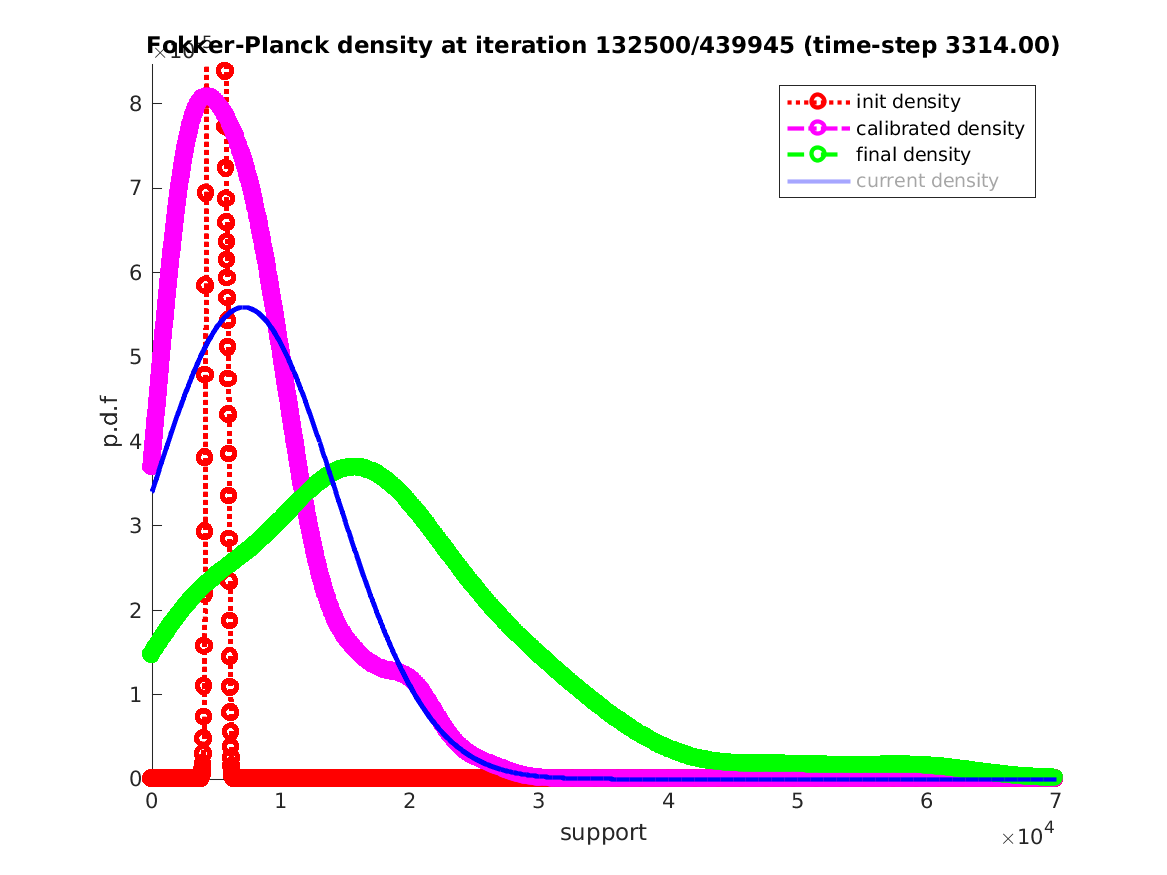 Fokker-Planck density at iteration 132500/439945 (time-step 3314.00)
×10-5
init density
calibrated density
final density
current density
8
7
6
5
4
3
2
1
0
p.d.f
0 1 2 3 4 5 6 7
support
×10^4